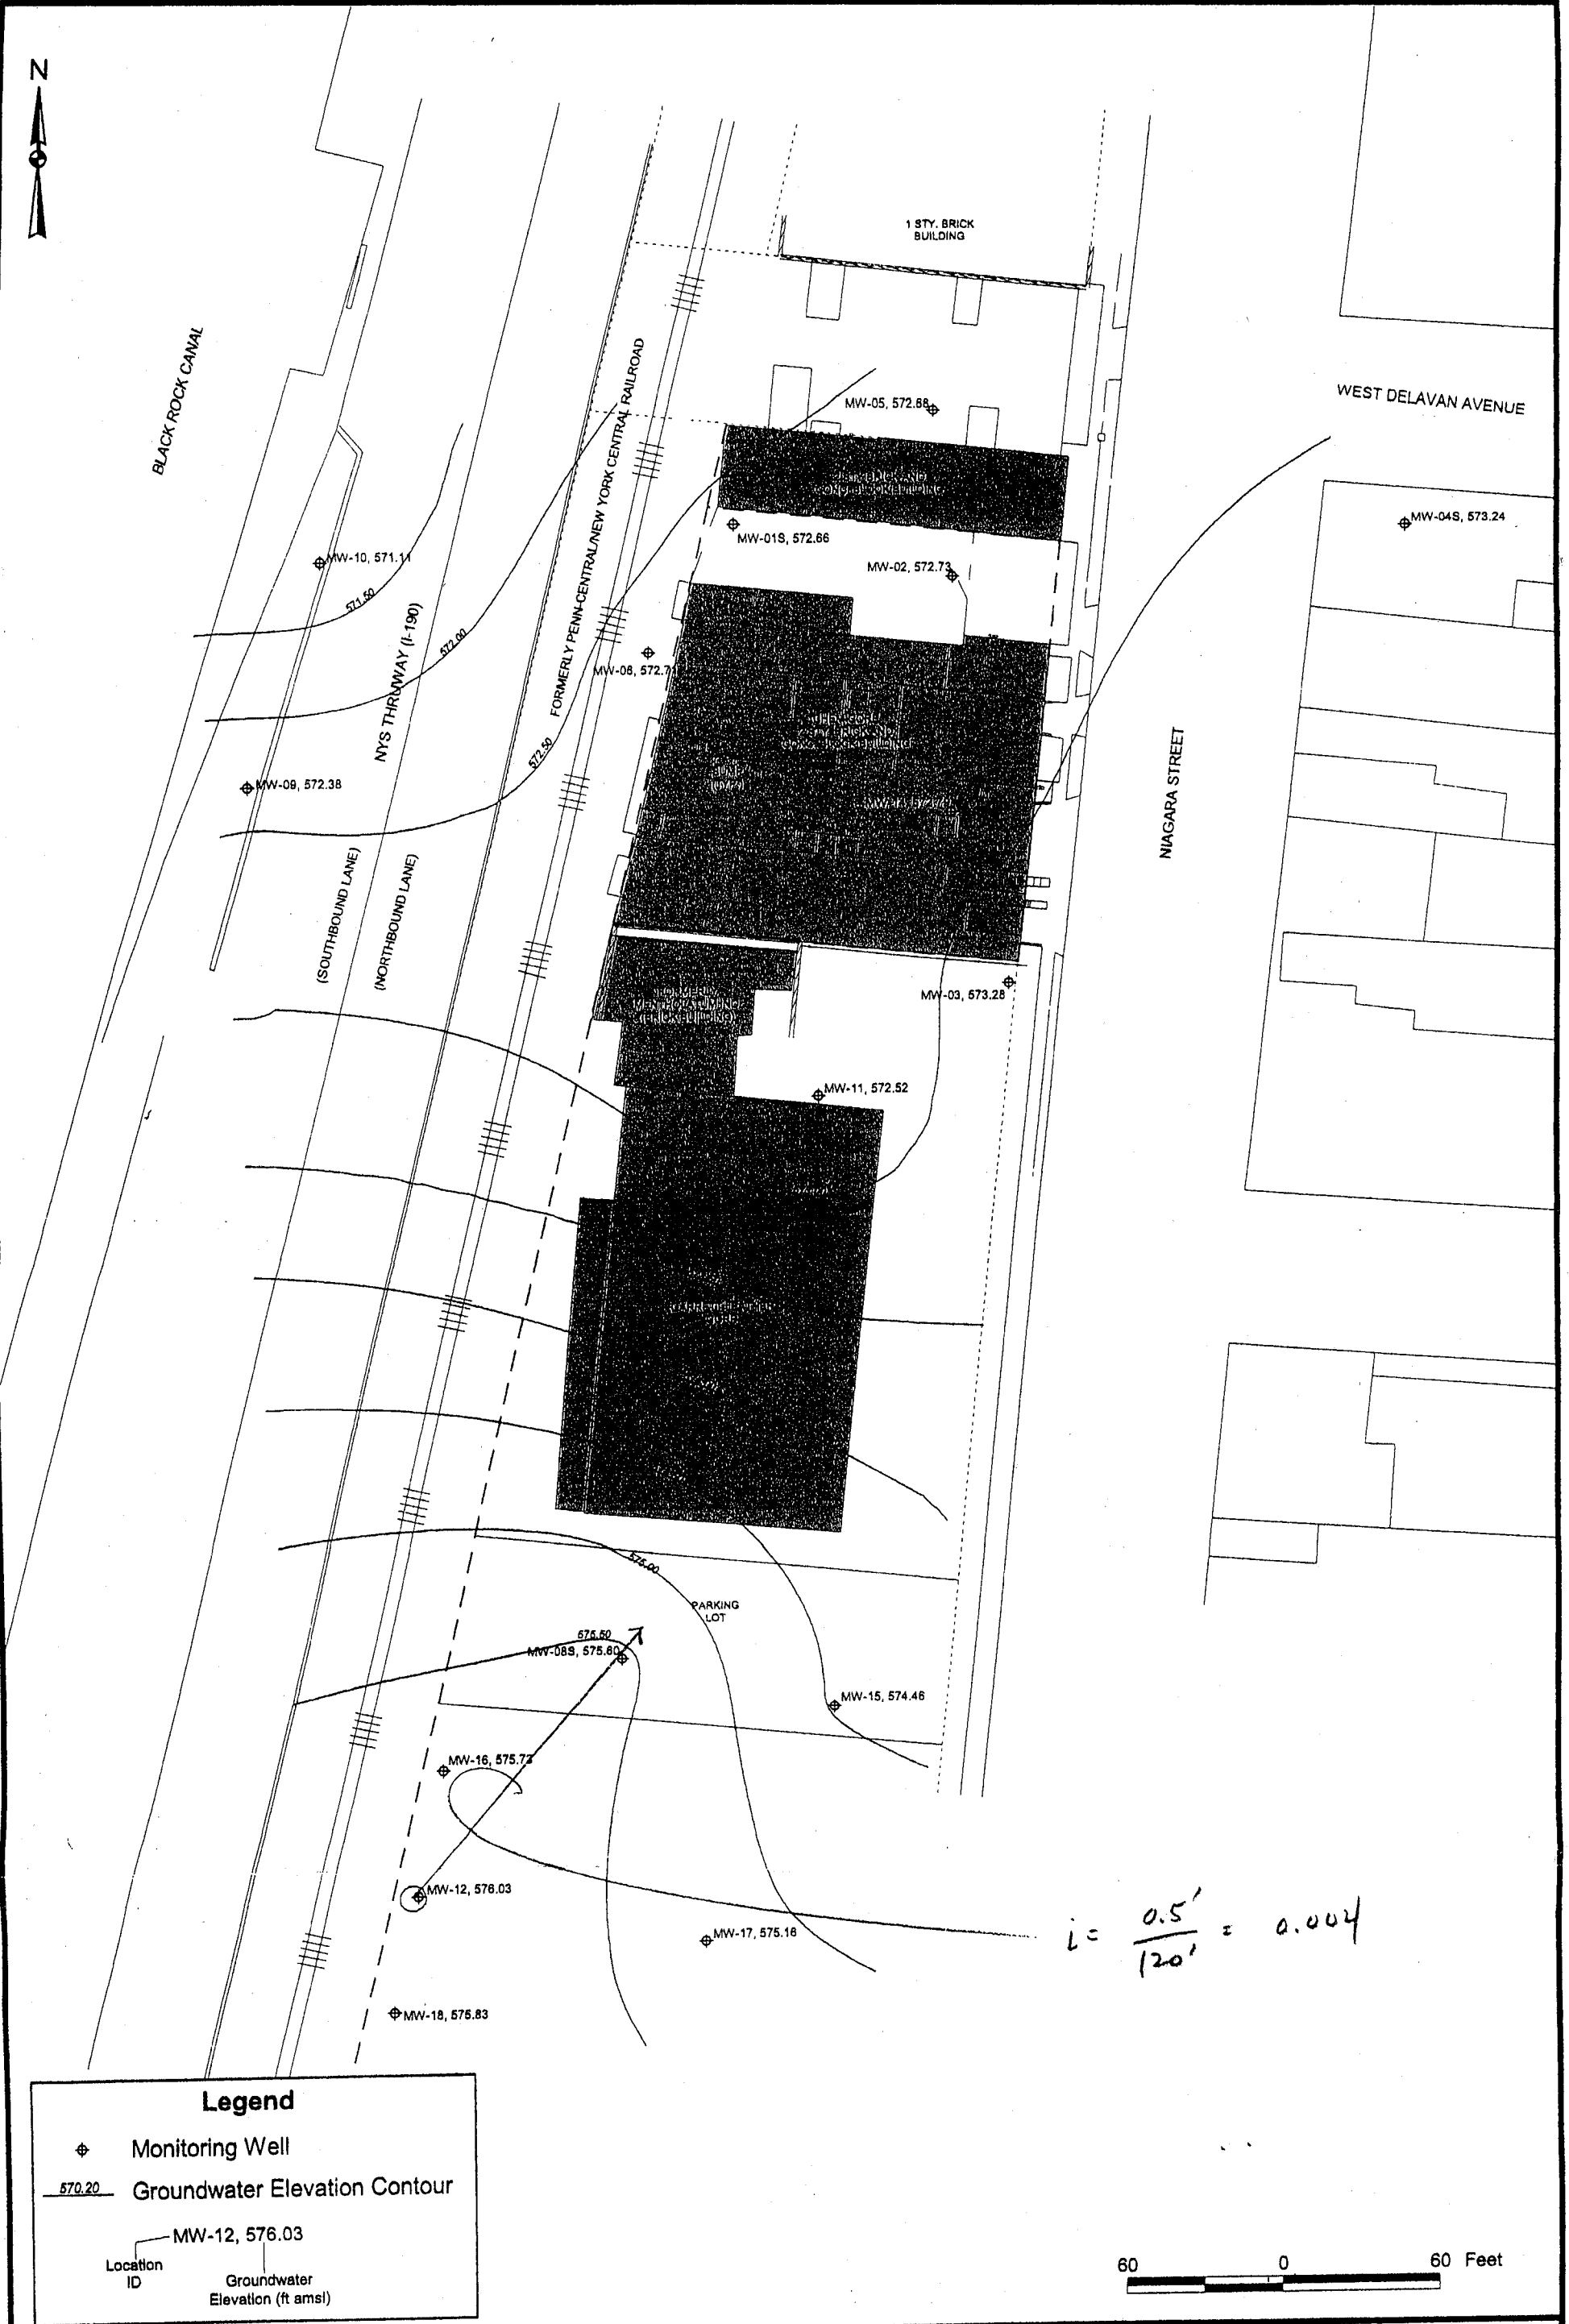 N
1 STY. BRICK
BUILDING
BLACK ROCK CANAL
FORMERLY PENN-CENTRAL/NEW YORK CENTRAL RAILROAD
MW-05, 572.68
WEST DELAVAN AVENUE
MW-04S, 573.24
MW-01S, 572.66
MW-10, 571.11
MW-02, 572.73
571.50
NYS THRUWAY (I-190)
572.00
MW-06, 572.71
572.50
NIAGARA STREET
MW-09, 572.38
(SOUTHBOUND LANE)
(NORTHBOUND LANE)
MW-03, 573.28
MW-11, 572.52
575.00
PARKING
LOT
575.50
MW-08S, 575.60
MW-15, 574.46
MW-16, 575.73
MW-12, 576.03
MW-17, 575.16
i = 0.5' / 120' = 0.004
MW-18, 575.83
Legend
Monitoring Well
570.20 Groundwater Elevation Contour
MW-12, 576.03
Location
ID
Groundwater
Elevation (ft amsl)
60 0 60 Feet